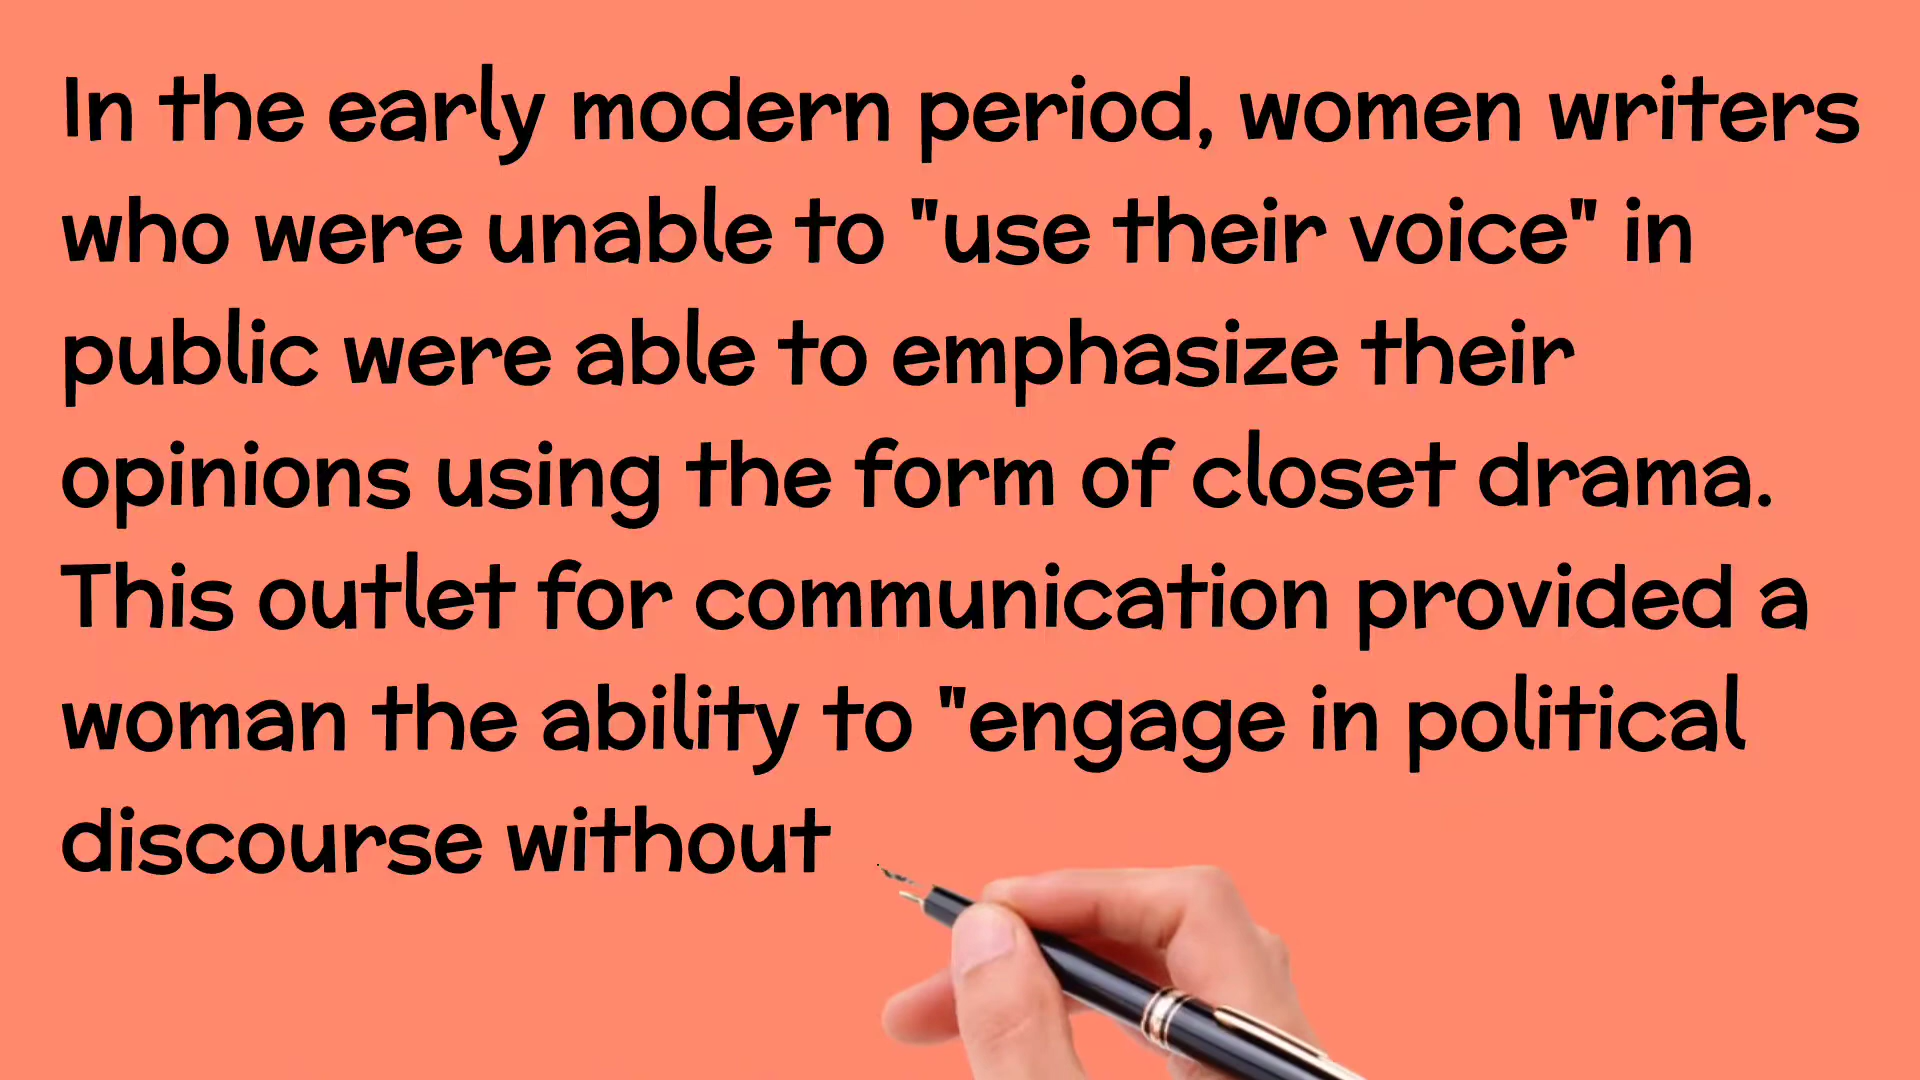 In the early modern period, women writers
who were unable to "use their voice" in
public were able to emphasize their
opinions using the form of closet drama.
This outlet for communication provided a
woman the ability to "engage in political
discourse without